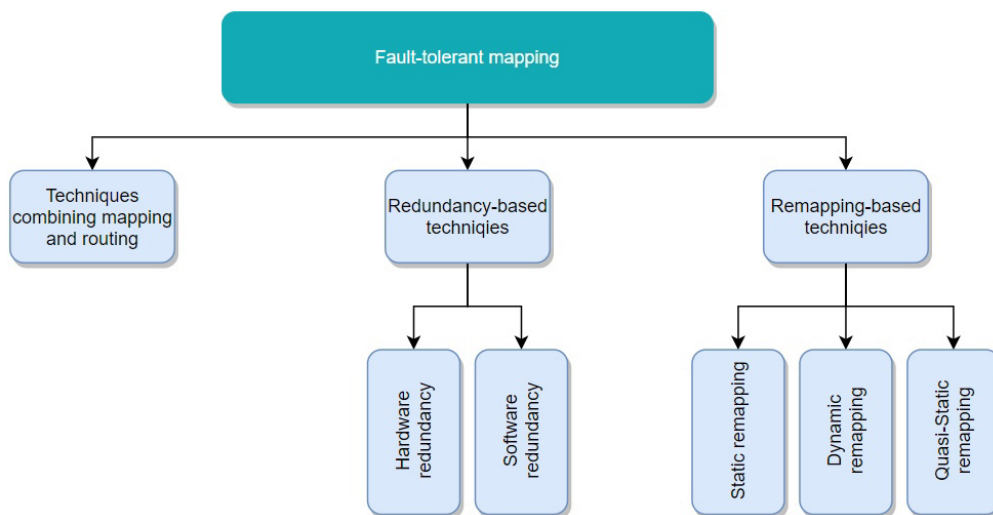 Fault-tolerant mapping
Techniques
combining mapping
and routing
Redundancy-based
techniqies
Remapping-based
techniqies
Hardware
redundancy
Software
redundancy
Static remapping
Dynamic
remapping
Quasi-Static
remapping